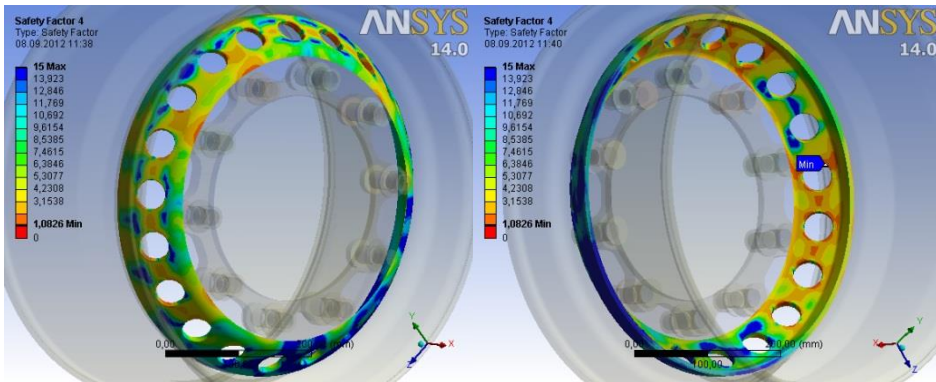 Safety Factor 4
Type: Safety Factor
08.09.2012 11:38
15 Max
13,923
12,846
11,769
10,692
9,6154
8,5385
7,4615
6,3846
5,3077
4,2308
3,1538
1,0826 Min
0
ANSYS
14.0
0,00
(mm)
Y
X
Z
Safety Factor 4
Type: Safety Factor
08.09.2012 11:40
15 Max
13,923
12,846
11,769
10,692
9,6154
8,5385
7,4615
6,3846
5,3077
4,2308
3,1538
1,0826 Min
0
ANSYS
14.0
Min
0,00
200,00 (mm)
100,00
Y
X
Z